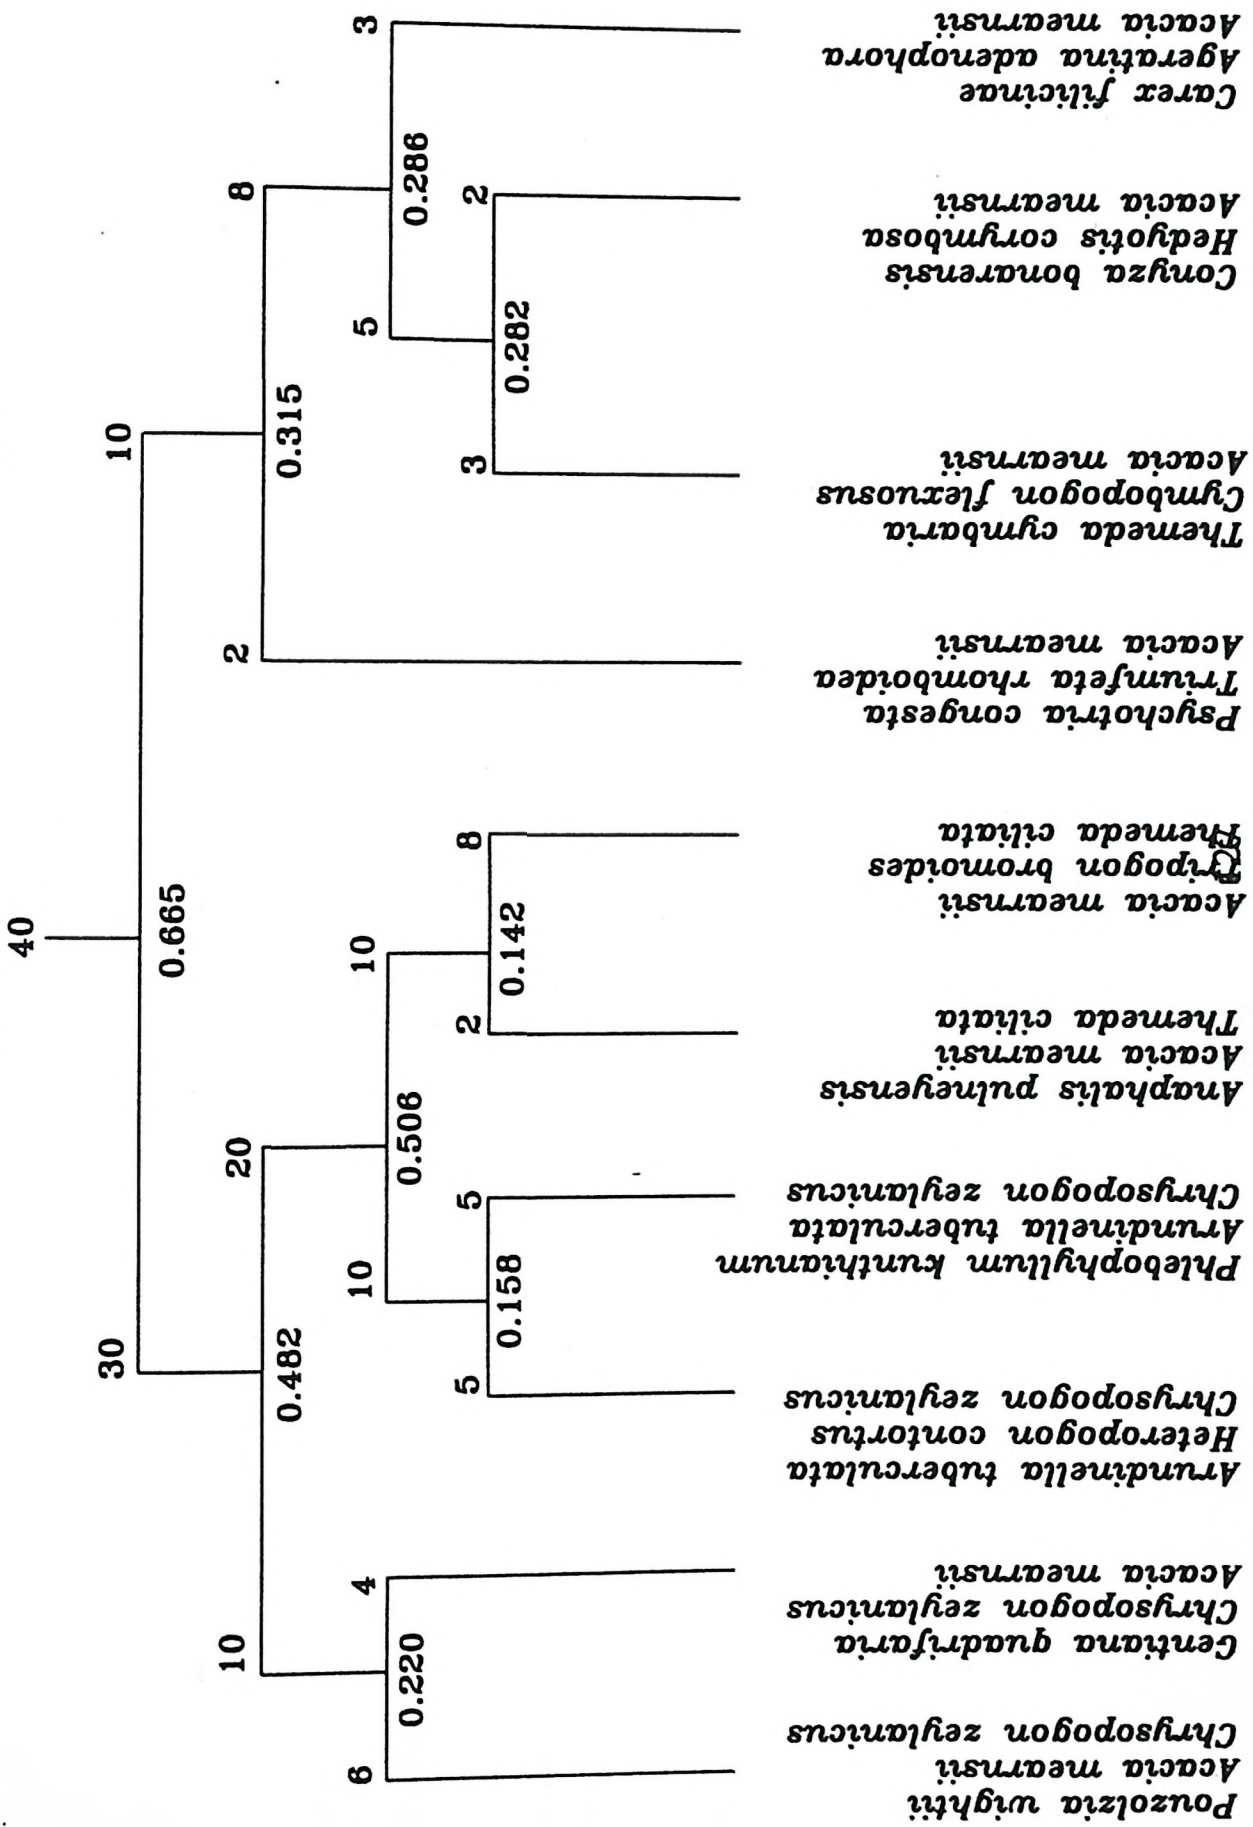 40
0.665
30
10
0.482
0.315
10
20
2
8
0.220
0.506
0.286
6
4
10
10
5
3
0.158
0.142
0.282
5
5
2
8
3
2
Pouzolzia wightii
Acacia mearnsii
Chrysopogon zeylanicus
Gentiana quadrifaria
Chrysopogon zeylanicus
Acacia mearnsii
Arundinella tuberculata
Heteropogon contortus
Chrysopogon zeylanicus
Phlebophyllum kunthianum
Arundinella tuberculata
Chrysopogon zeylanicus
Anaphalis pulneyensis
Acacia mearnsii
Themeda ciliata
Acacia mearnsii
Tripogon bromoides
Themeda ciliata
Psychotria congesta
Triumfeta rhomboidea
Acacia mearnsii
Themeda cymbaria
Cymbopogon flexuosus
Acacia mearnsii
Conyza bonarensis
Hedyotis corymbosa
Acacia mearnsii
Carex filicinae
Ageratina adenophora
Acacia mearnsii